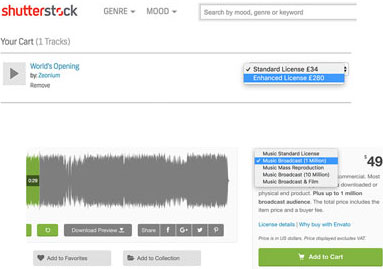 shutterstock
GENRE
MOOD
Search by mood, genre or keyword
Your Cart (1 Tracks)
World's Opening
by: Zeonium
Remove
✓ Standard License £34
Enhanced License £280
0:29
Download Preview
Share
Add to Favorites
Add to Collection
Music Standard License
✓ Music Broadcast (1 Million)
Music Mass Reproduction
Music Broadcast (10 Million)
Music Broadcast & Film
$49
commercial. Most
downloaded or
physical end product. Plus up to 1 million
broadcast audience. The total price includes the
item price and a buyer fee.
License details | Why buy with Envato
Price is in US dollars. Price displayed excludes VAT.
Add to Cart